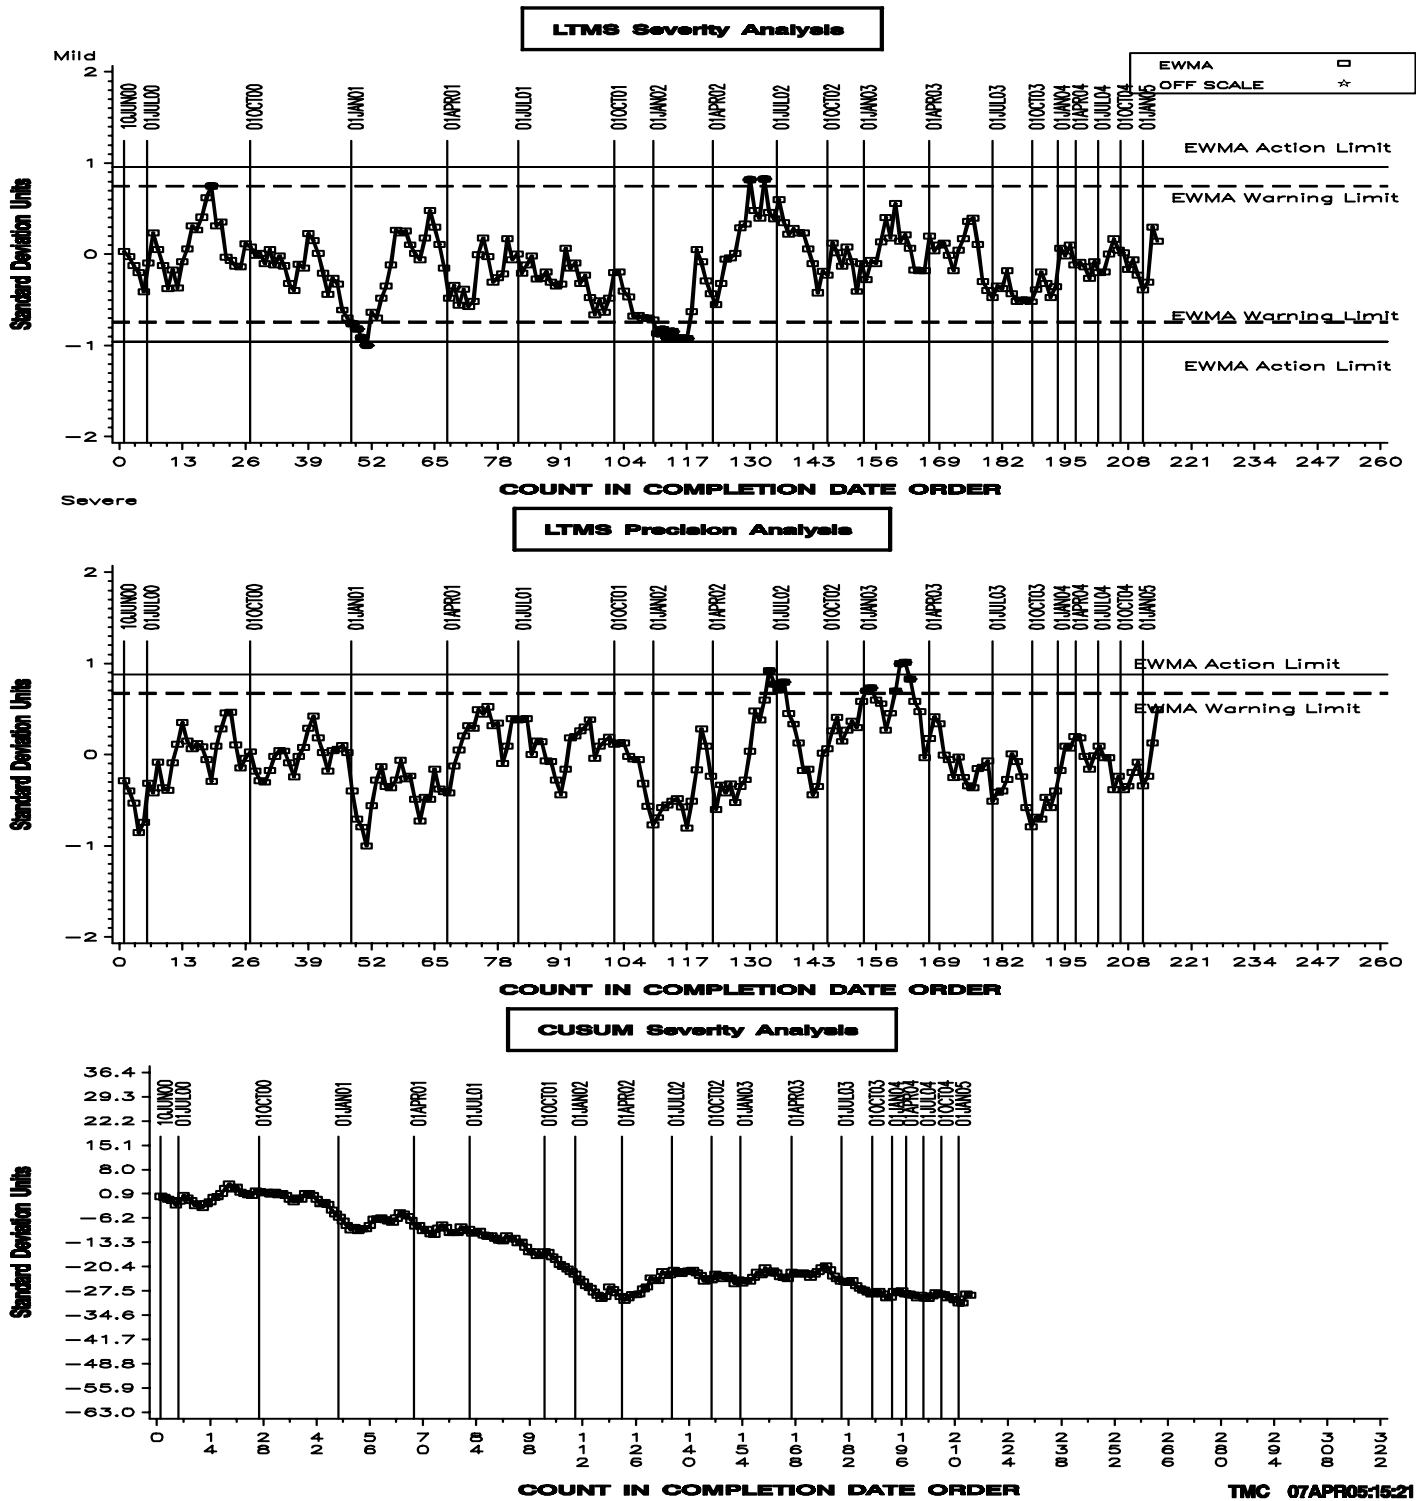 LTMS Severity Analysis
Mild
EWMA
OFF SCALE
10JUN00 01JUL00 01OCT00 01JAN01 01APR01 01JUL01 01OCT01 01JAN02 01APR02 01JUL02 01OCT02 01JAN03 01APR03 01JUL03 01OCT03 01JAN04 01APR04 01JUL04 01OCT04 01JAN05
Standard Deviation Units
2
1
0
-1
-2
EWMA Action Limit
EWMA Warning Limit
EWMA Warning Limit
EWMA Action Limit
0 13 26 39 52 65 78 91 104 117 130 143 156 169 182 195 208 221 234 247 260
COUNT IN COMPLETION DATE ORDER
Severe
LTMS Precision Analysis
10JUN00 01JUL00 01OCT00 01JAN01 01APR01 01JUL01 01OCT01 01JAN02 01APR02 01JUL02 01OCT02 01JAN03 01APR03 01JUL03 01OCT03 01JAN04 01APR04 01JUL04 01OCT04 01JAN05
Standard Deviation Units
2
1
0
-1
-2
EWMA Action Limit
EWMA Warning Limit
0 13 26 39 52 65 78 91 104 117 130 143 156 169 182 195 208 221 234 247 260
COUNT IN COMPLETION DATE ORDER
CUSUM Severity Analysis
10JUN00 01JUL00 01OCT00 01JAN01 01APR01 01JUL01 01OCT01 01JAN02 01APR02 01JUL02 01OCT02 01JAN03 01APR03 01JUL03 01OCT03 01JAN04 01APR04 01JUL04 01OCT04 01JAN05
Standard Deviation Units
36.4
29.3
22.2
15.1
8.0
0.9
-6.2
-13.3
-20.4
-27.5
-34.6
-41.7
-48.8
-55.9
-63.0
0 14 28 42 56 70 84 98 112 126 140 154 168 182 196 210 224 238 252 266 280 294 308 322
COUNT IN COMPLETION DATE ORDER
TMC 07APR05:15:21